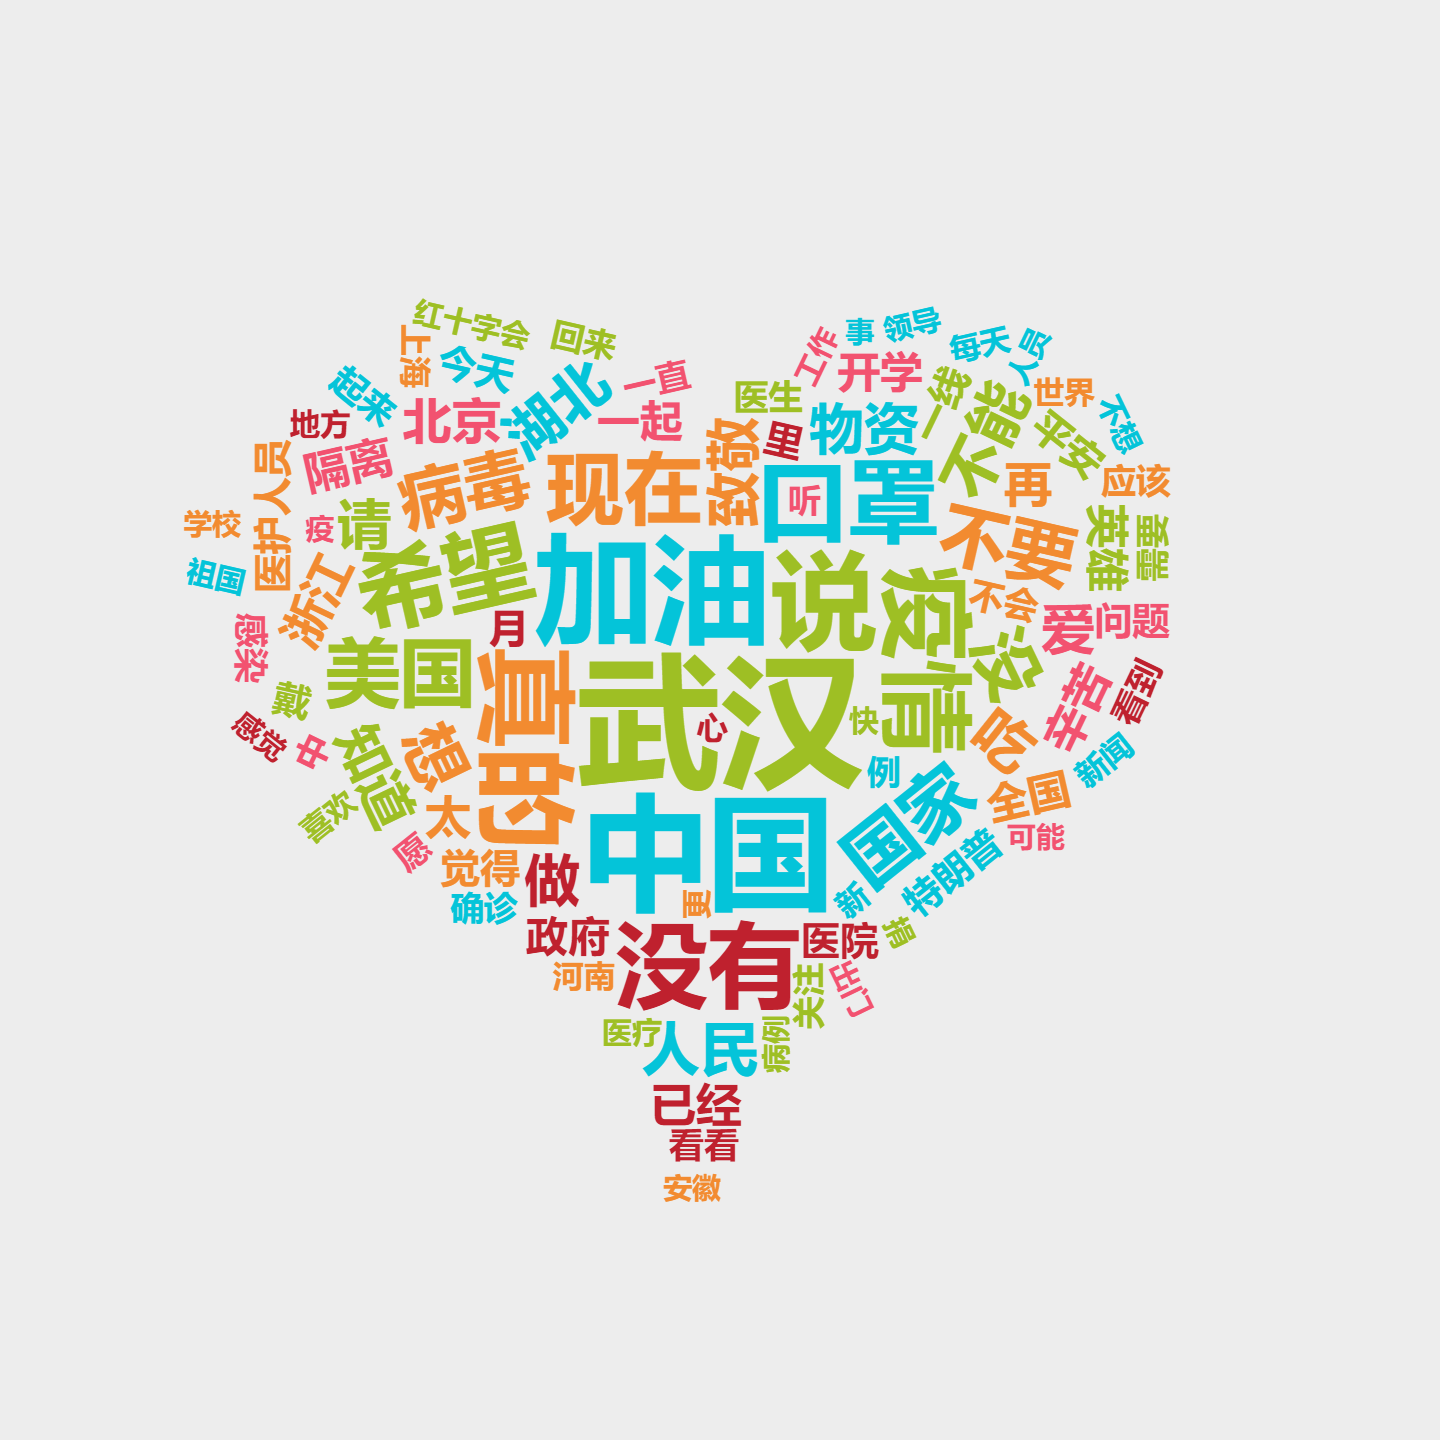 红十字会
回来
事
领导
每天
人员
工作
上海
今天
湖北
一直
开学
一线
不能
世界
起来
医生
不想
地方
北京
一起
致敬
里
物资
平安
隔离
病毒
现在
口罩
听
再
应该
医护人员
学校
疫
请
希望
加油
说
疫情
不要
英雄
需要
祖国
浙江
不会
感染
月
爱
问题
美国
真的
武汉
心
快
没
辛苦
看到
戴
感觉
中
知道
想
吃
新闻
例
国家
全国
喜欢
太
中国
特朗普
可能
愿
觉得
做
确诊
更
新
捐
政府
没有
医院
河南
关注
出门
医疗
人民
病例
已经
看看
安徽